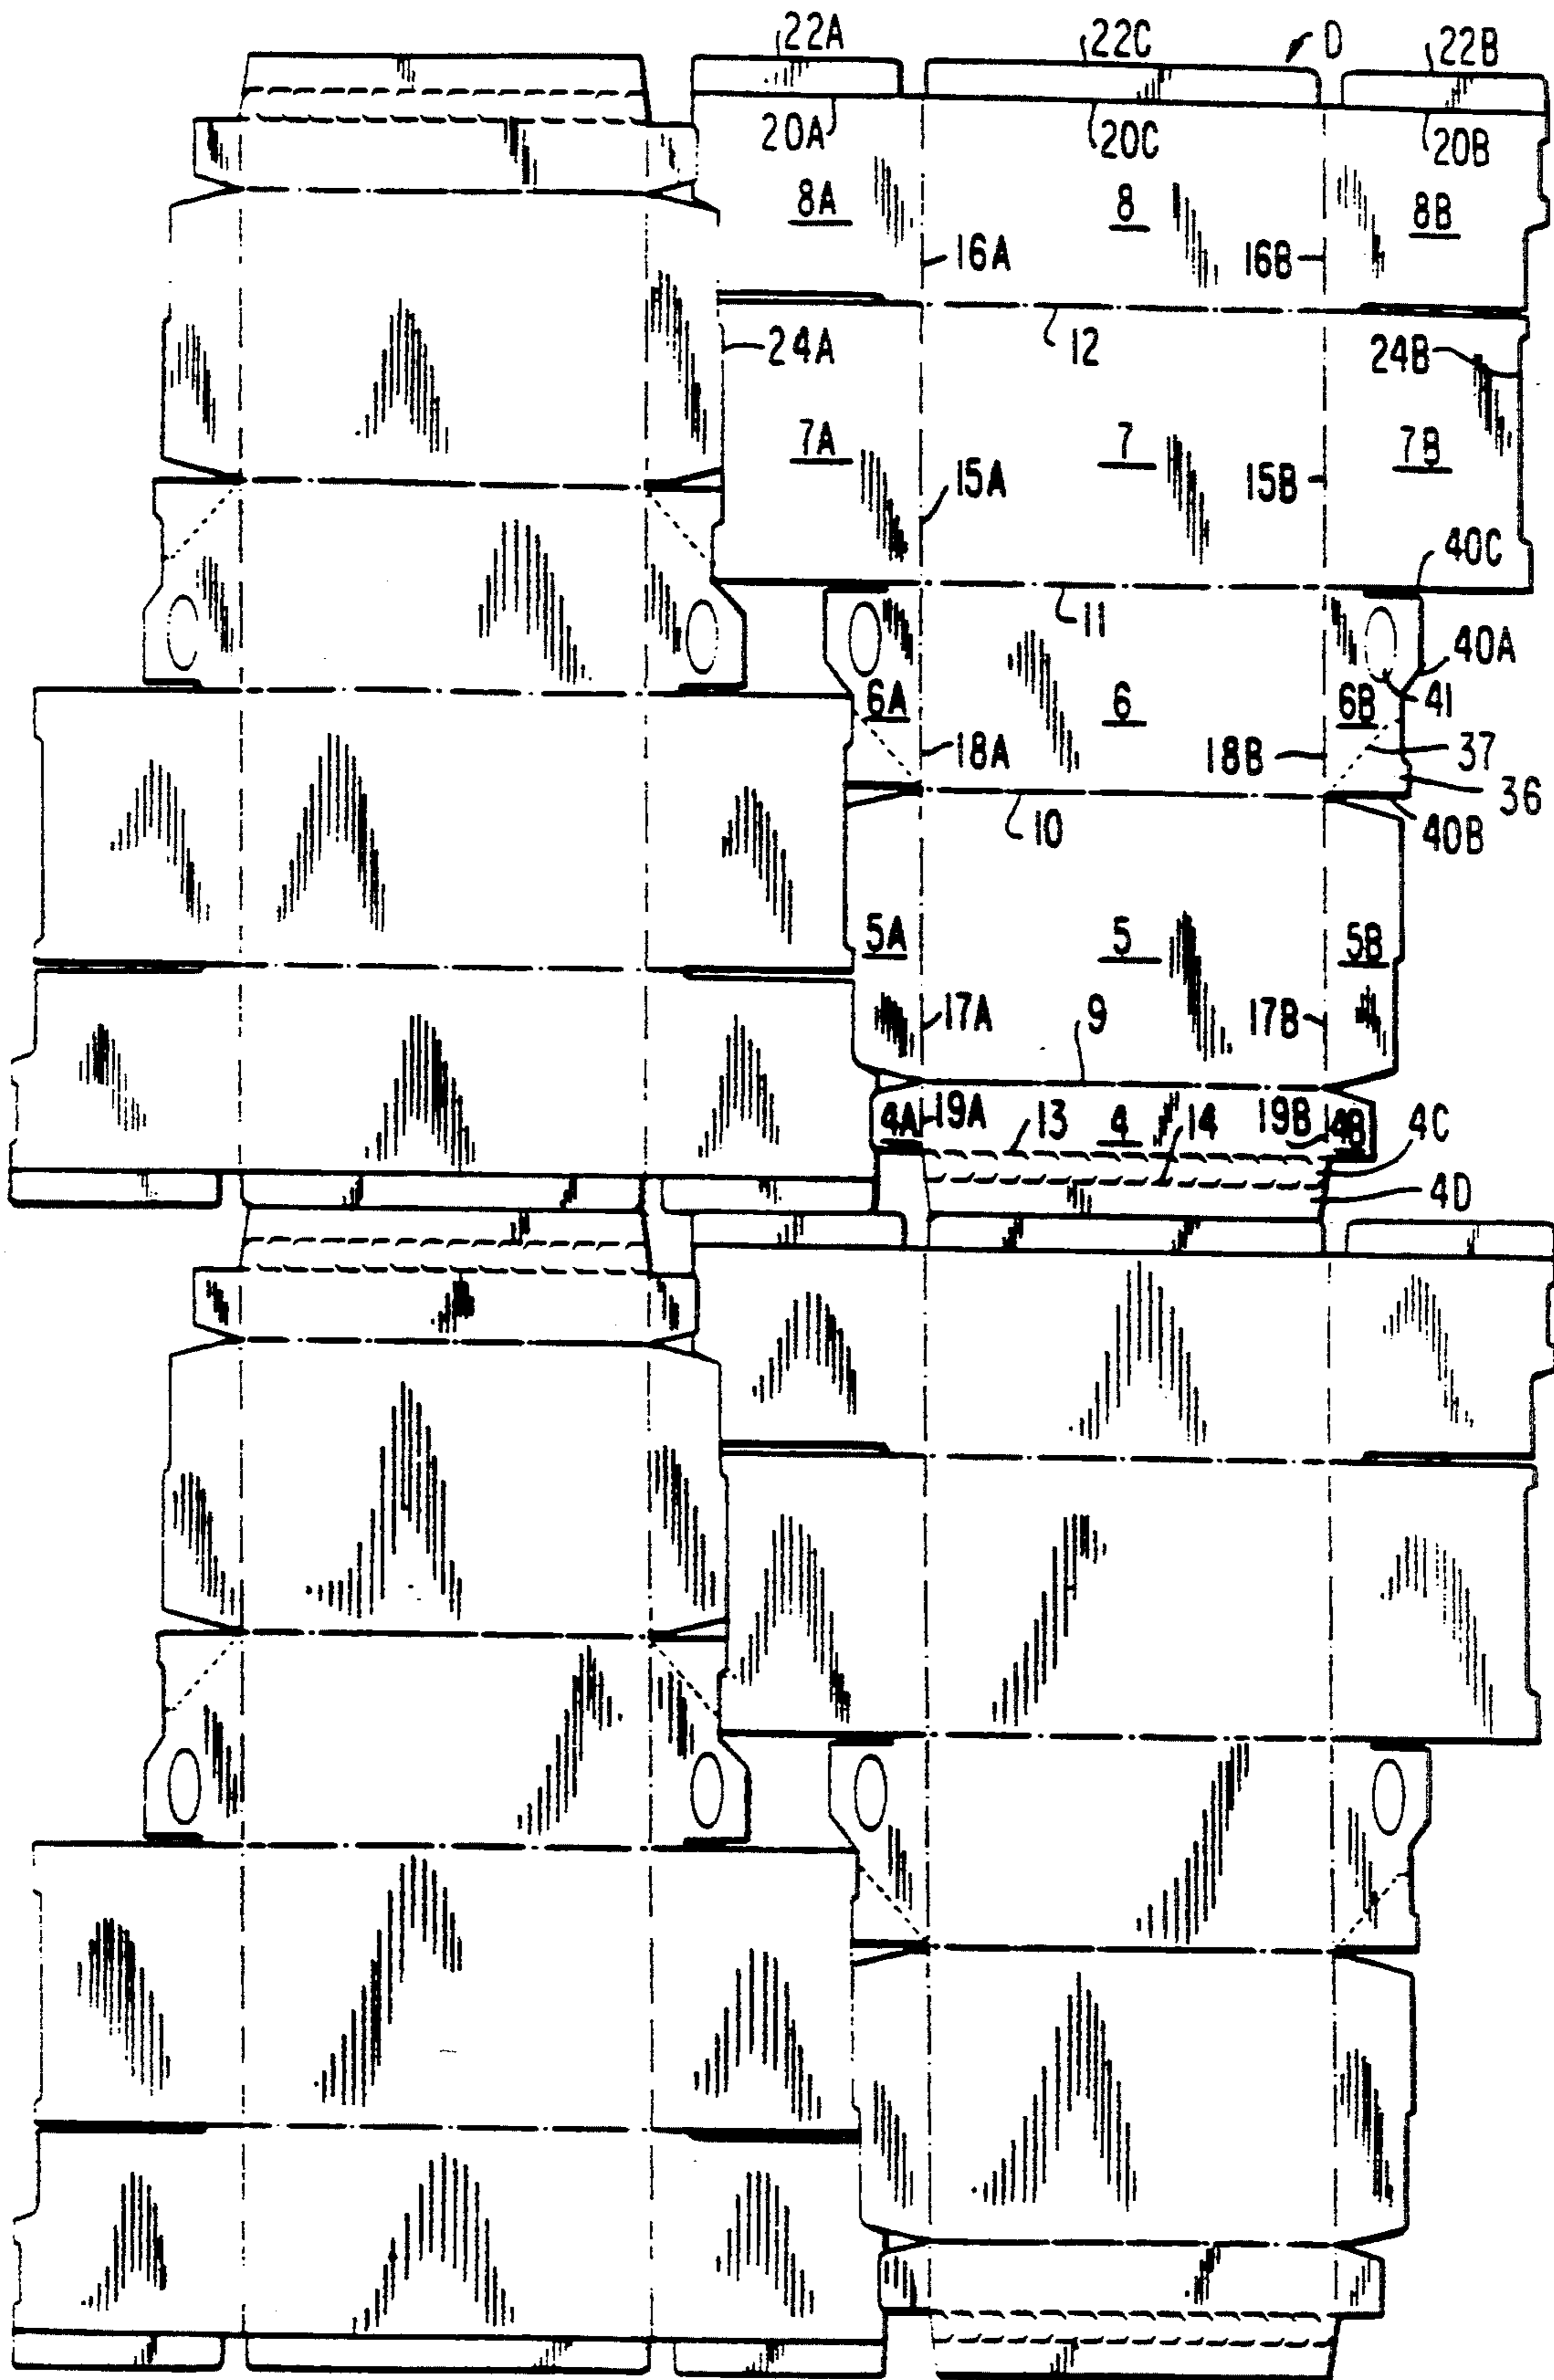 22A 22C D 22B
20A 20C 20B
8A 8 8B
16A 16B
12 24A 24B
7A 7 7B
15A 15B
40C
11
40A
6A 6 6B 41
18A 18B 37
36
10 40B
5A 5 5B
17A 9 17B
4A 19A 13 4 14 19B 4B 4C
4D